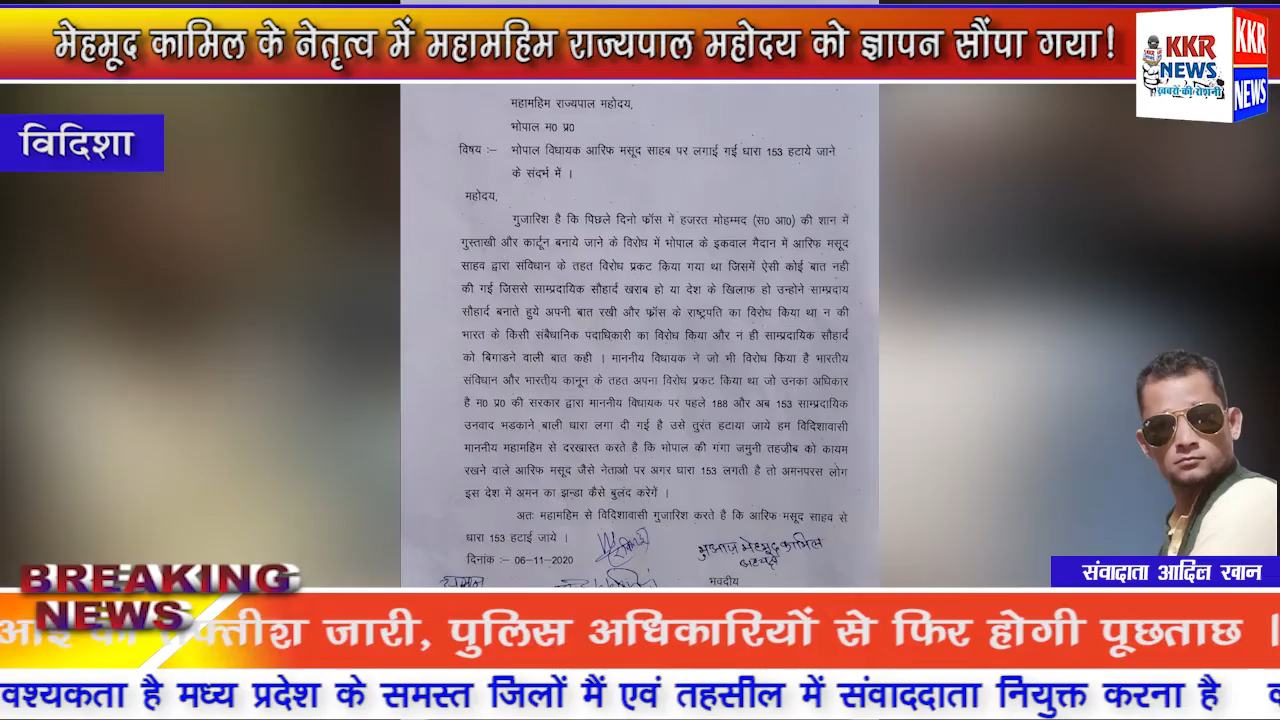 मेहमूद कामिल के नेतृत्व में महामहिम राज्यपाल महोदय को ज्ञापन सौंपा गया!
KKR
NEWS
ख़बरों की रोशनी
KKR
NEWS
विदिशा
महामहिम राज्यपाल महोदय,
भोपाल म0 प्र0
विषय :– भोपाल विधायक आरिफ मसूद साहब पर लगाई गई धारा 153 हटाये जाने
के संदर्भ में ।
महोदय,
गुजारिश है कि पिछले दिनो फ्रॉस में हजरत मोहम्मद (स0 आ0) की शान में
गुस्ताखी और कार्टून बनाये जाने के विरोध में भोपाल के इकवाल मैदान में आरिफ मसूद
साहव द्वारा संविधान के तहत विरोध प्रकट किया गया था जिसमें ऐसी कोई बात नही
की गई जिससे साम्प्रदायिक सौहार्द खराब हो या देश के खिलाफ हो उन्होने साम्प्रदाय
सौहार्द बनाते हुये अपनी बात रखी और फ्रॉस के राष्ट्रपति का विरोध किया था न की
भारत के किसी संबैधानिक पदाधिकारी का विरोध किया और न ही साम्प्रदायिक सौहार्द
को बिगाडने वाली बात कही । माननीय विधायक ने जो भी विरोध किया है भारतीय
संविधान और भारतीय कानून के तहत अपना विरोध प्रकट किया था जो उनका अधिकार
है म0 प्र0 की सरकार द्वारा माननीय विधायक पर पहले 188 और अब 153 साम्प्रदायिक
उनवाद भडकाने बाली धारा लगा दी गई है उसे तुरंत हटाया जाये हम विदिशावासी
माननीय महामहिम से दरखास्त करते है कि भोपाल की गंगा जमुनी तहजीब को कायम
रखने वाले आरिफ मसूद जैसे नेताओ पर अगर धारा 153 लगती है तो अमनपरस लोग
इस देश में अमन का झन्डा कैसे बुलंद करेगें ।
अतः महामहिम से विदिशावासी गुजारिश करते है कि आरिफ मसूद साहव से
धारा 153 हटाई जाये ।
दिनांक :– 06-11-2020
मेहमूद कामिल
भवदीय
संवादाता आदिल खान
BREAKING
NEWS
जारी, पुलिस अधिकारियों से फिर होगी पूछताछ |
वश्यकता है मध्य प्रदेश के समस्त जिलों मैं एवं तहसील में संवाददाता नियुक्त करना है